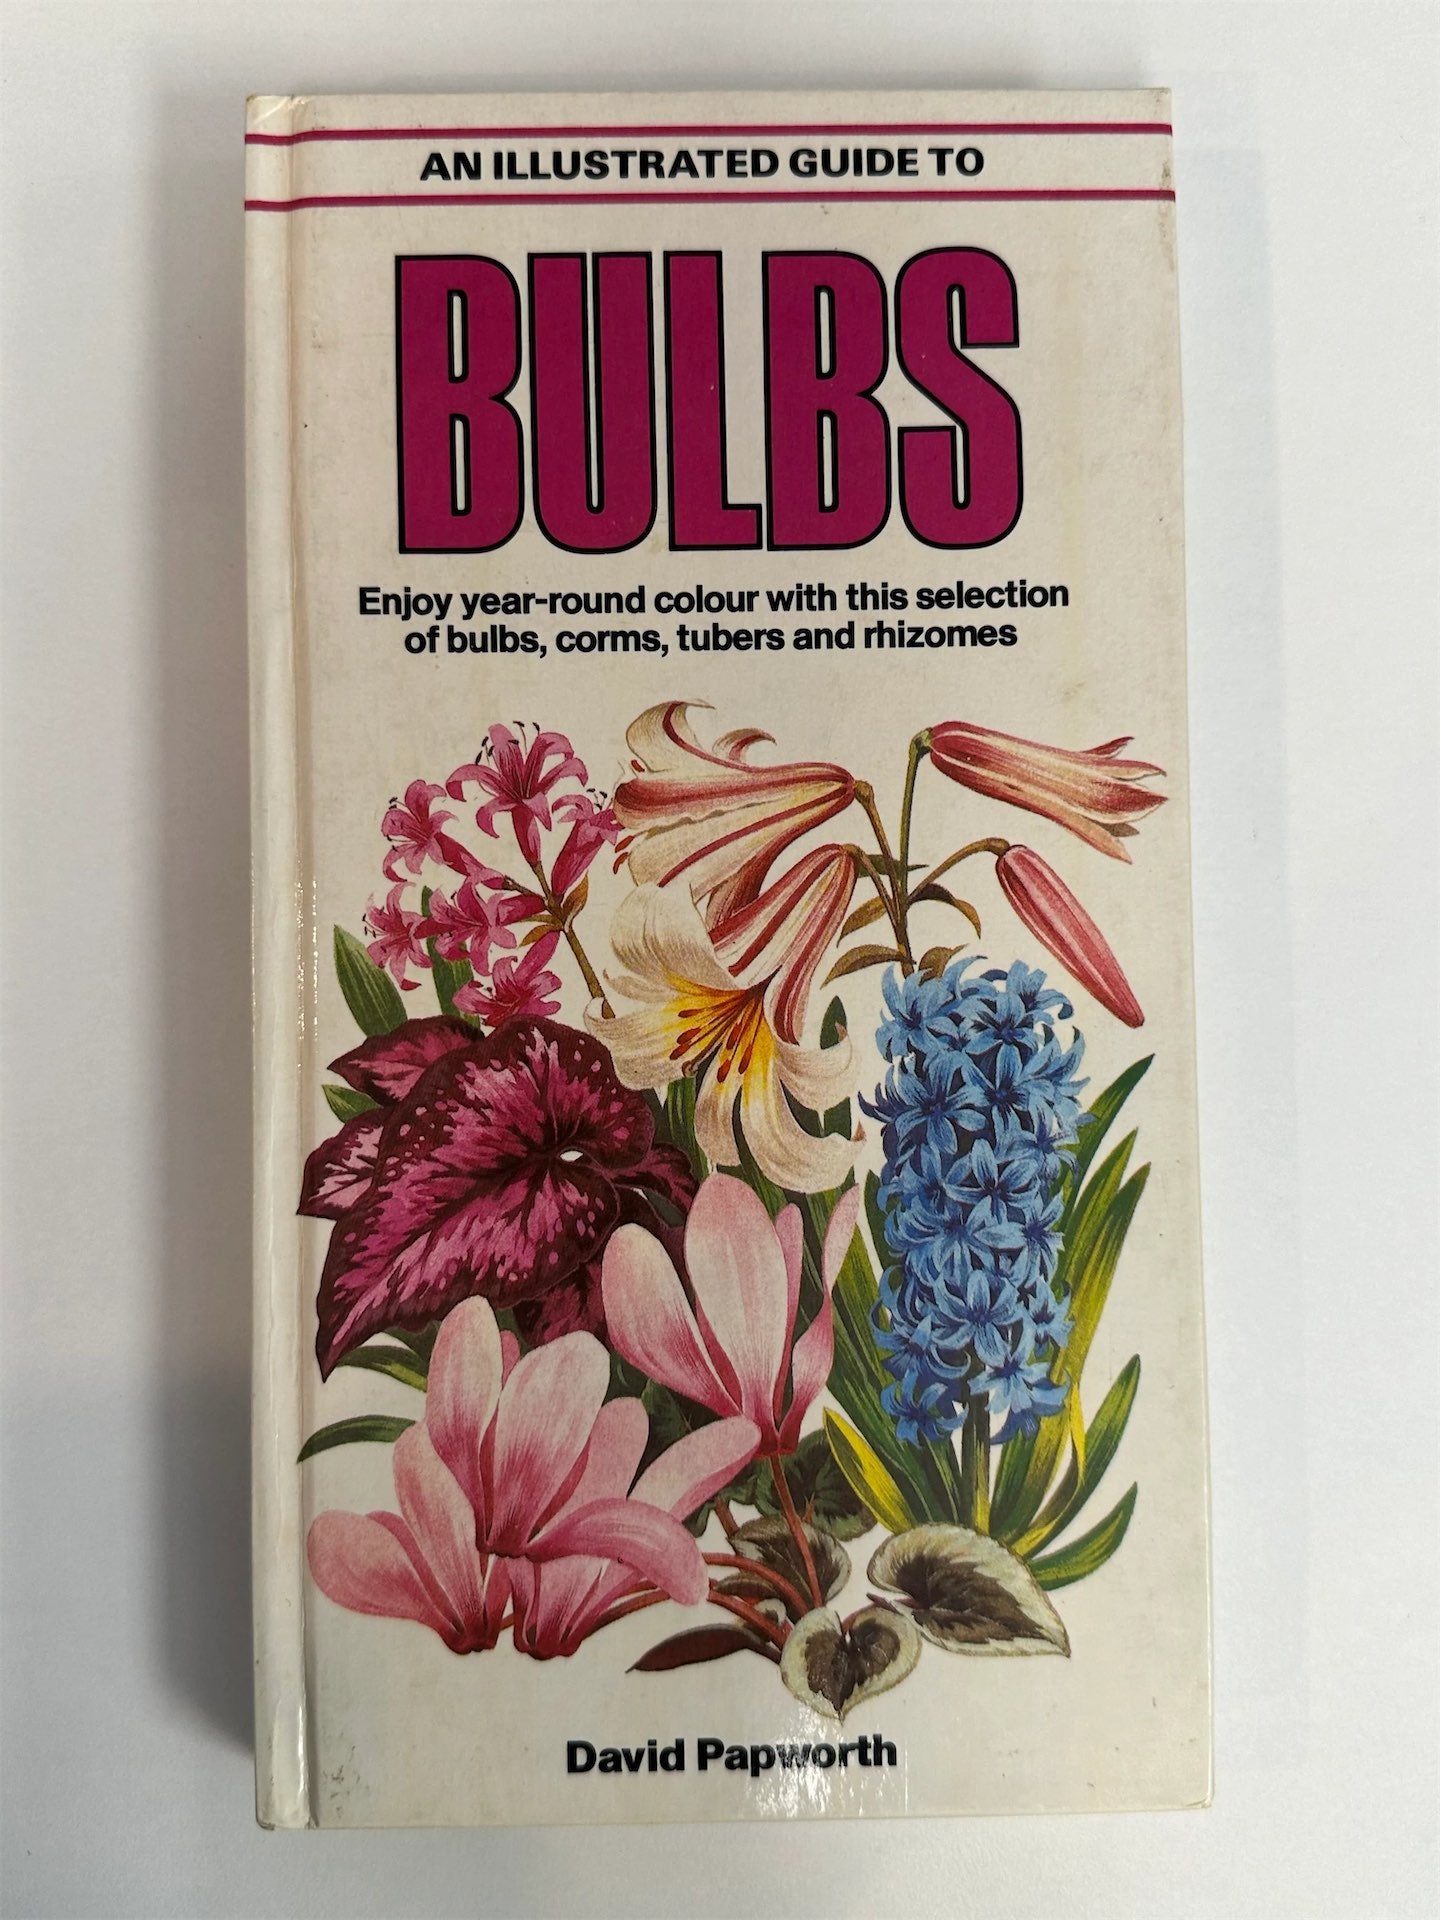 AN ILLUSTRATED GUIDE TO
BULBS
Enjoy year-round colour with this selection
of bulbs, corms, tubers and rhizomes
David Papworth